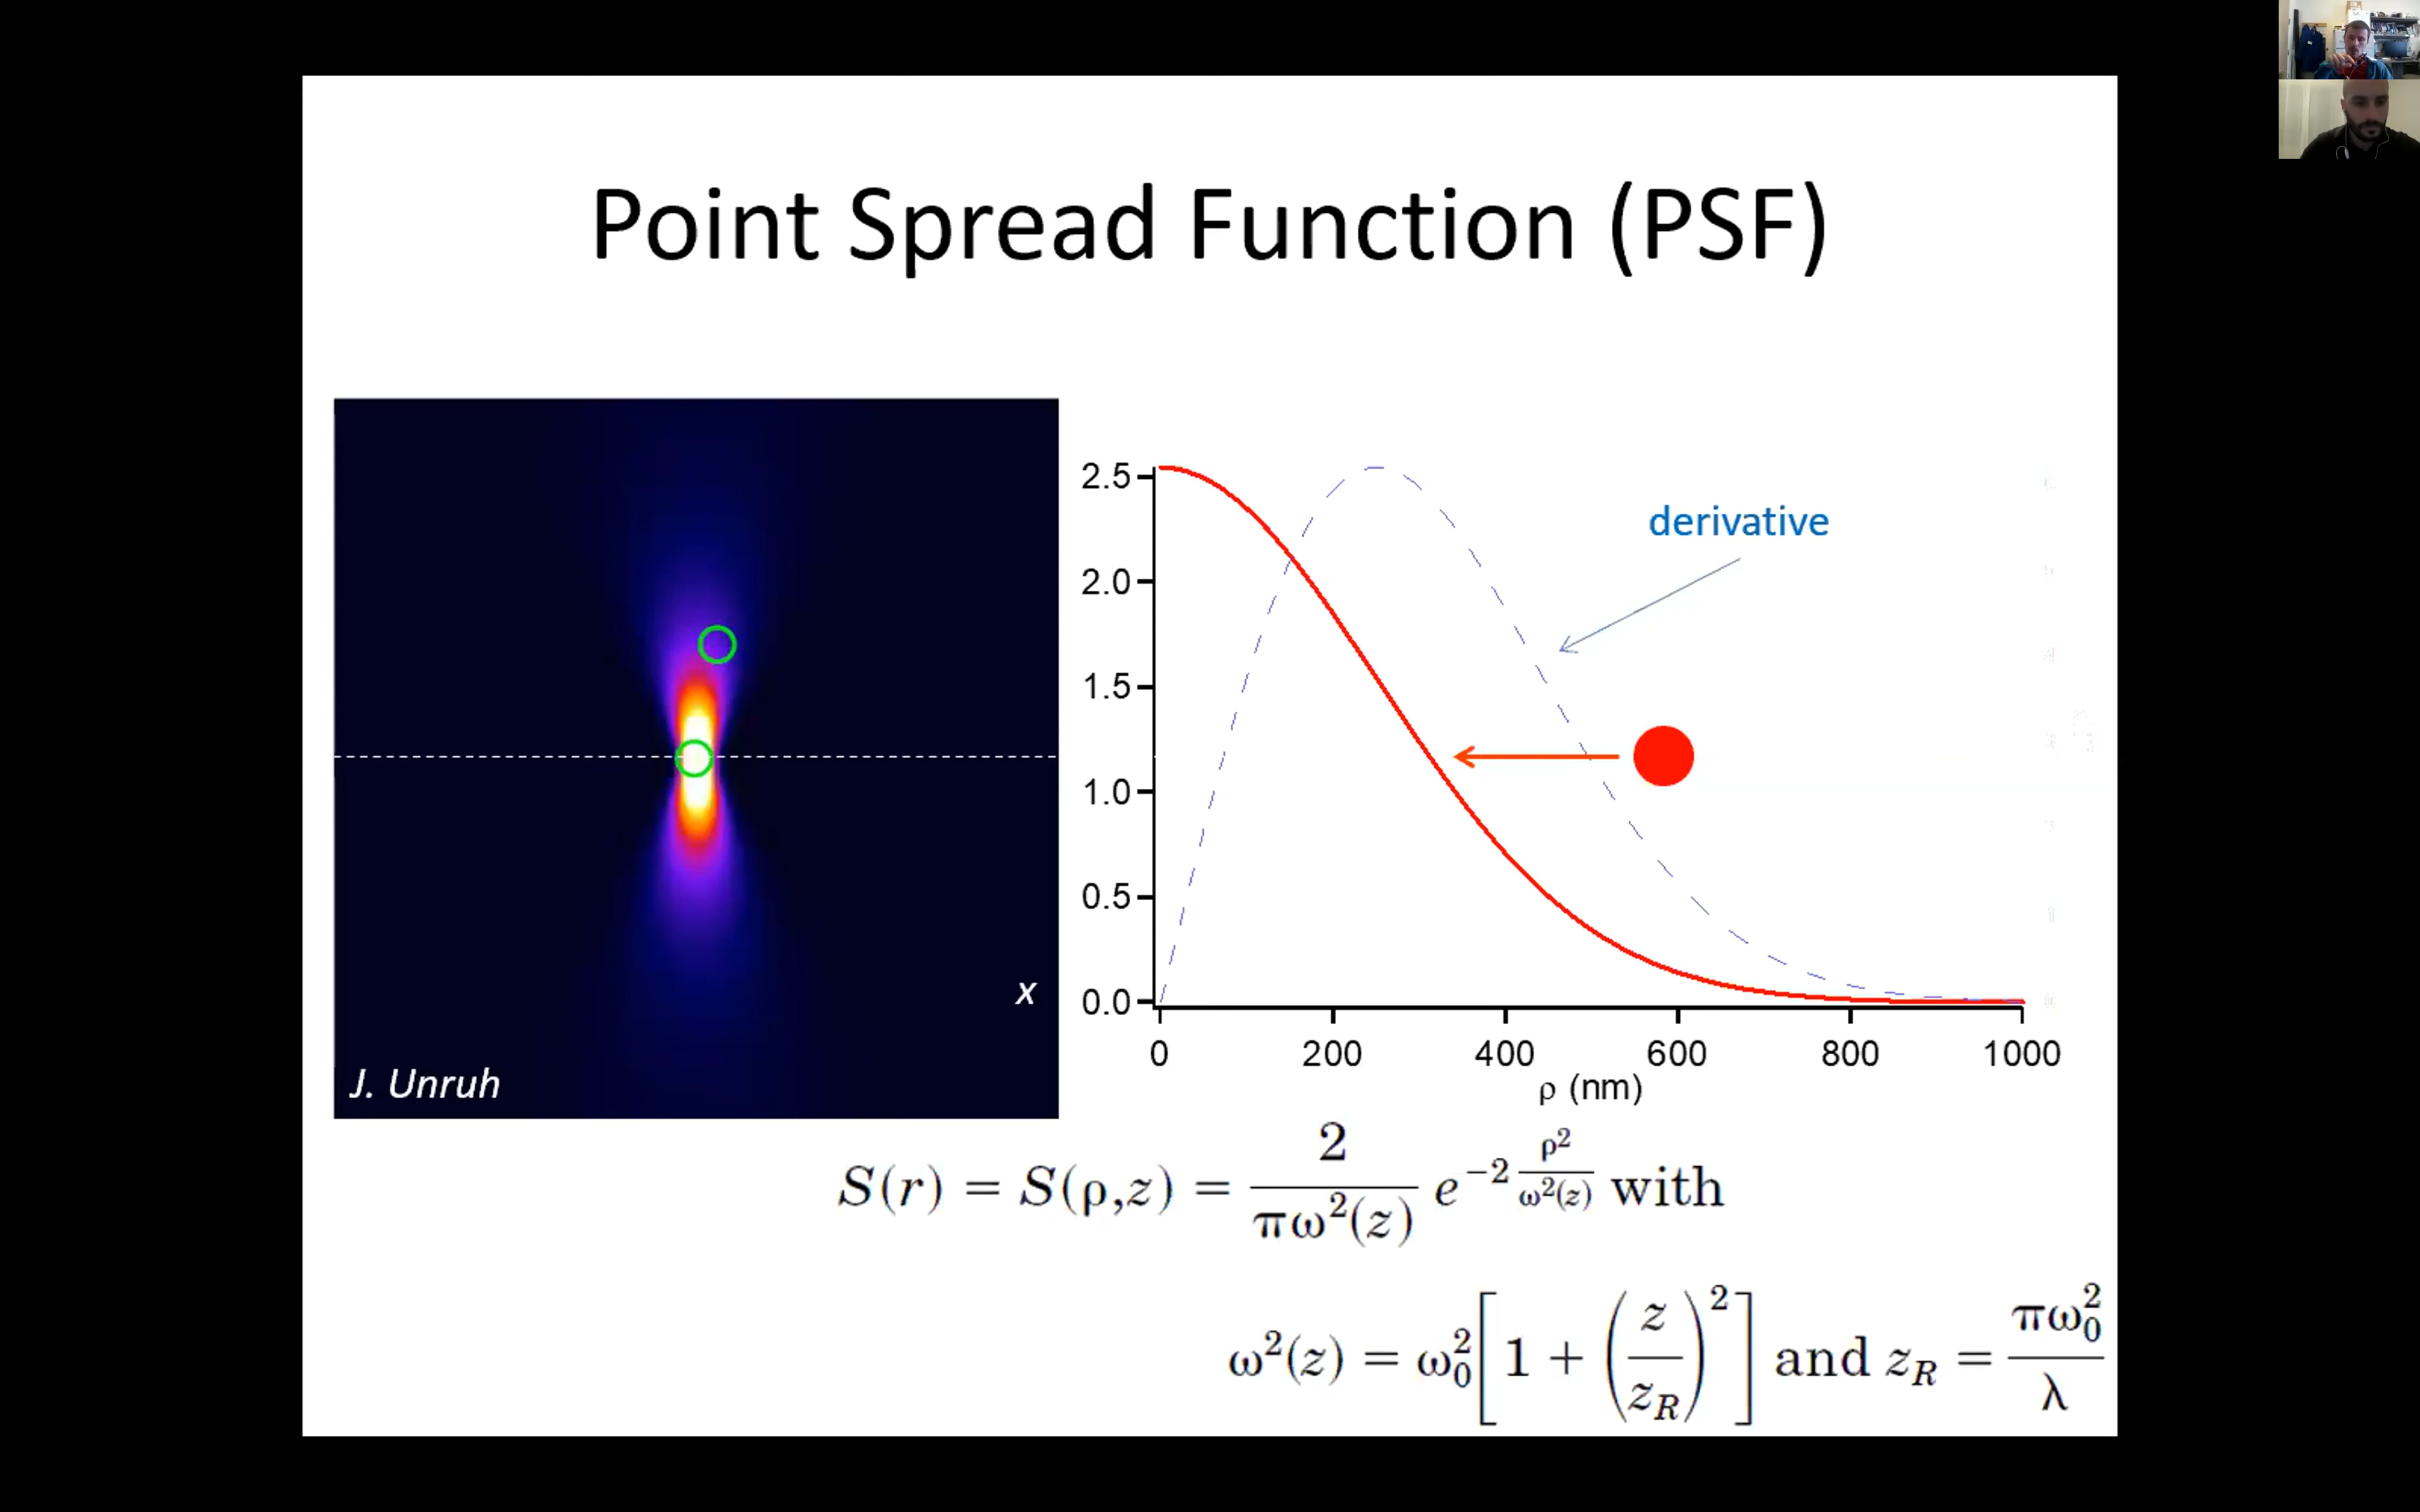 Point Spread Function (PSF)
x
J. Unruh
2.5
2.0
1.5
1.0
0.5
0.0
derivative
0 200 400 600 800 1000
ρ (nm)
S(r) = S(ρ,z) = 2/πω²(z) e^−2 ρ²/ω²(z) with
ω²(z) = ω₀²[1 + (z/z_R)²] and z_R = πω₀²/λ